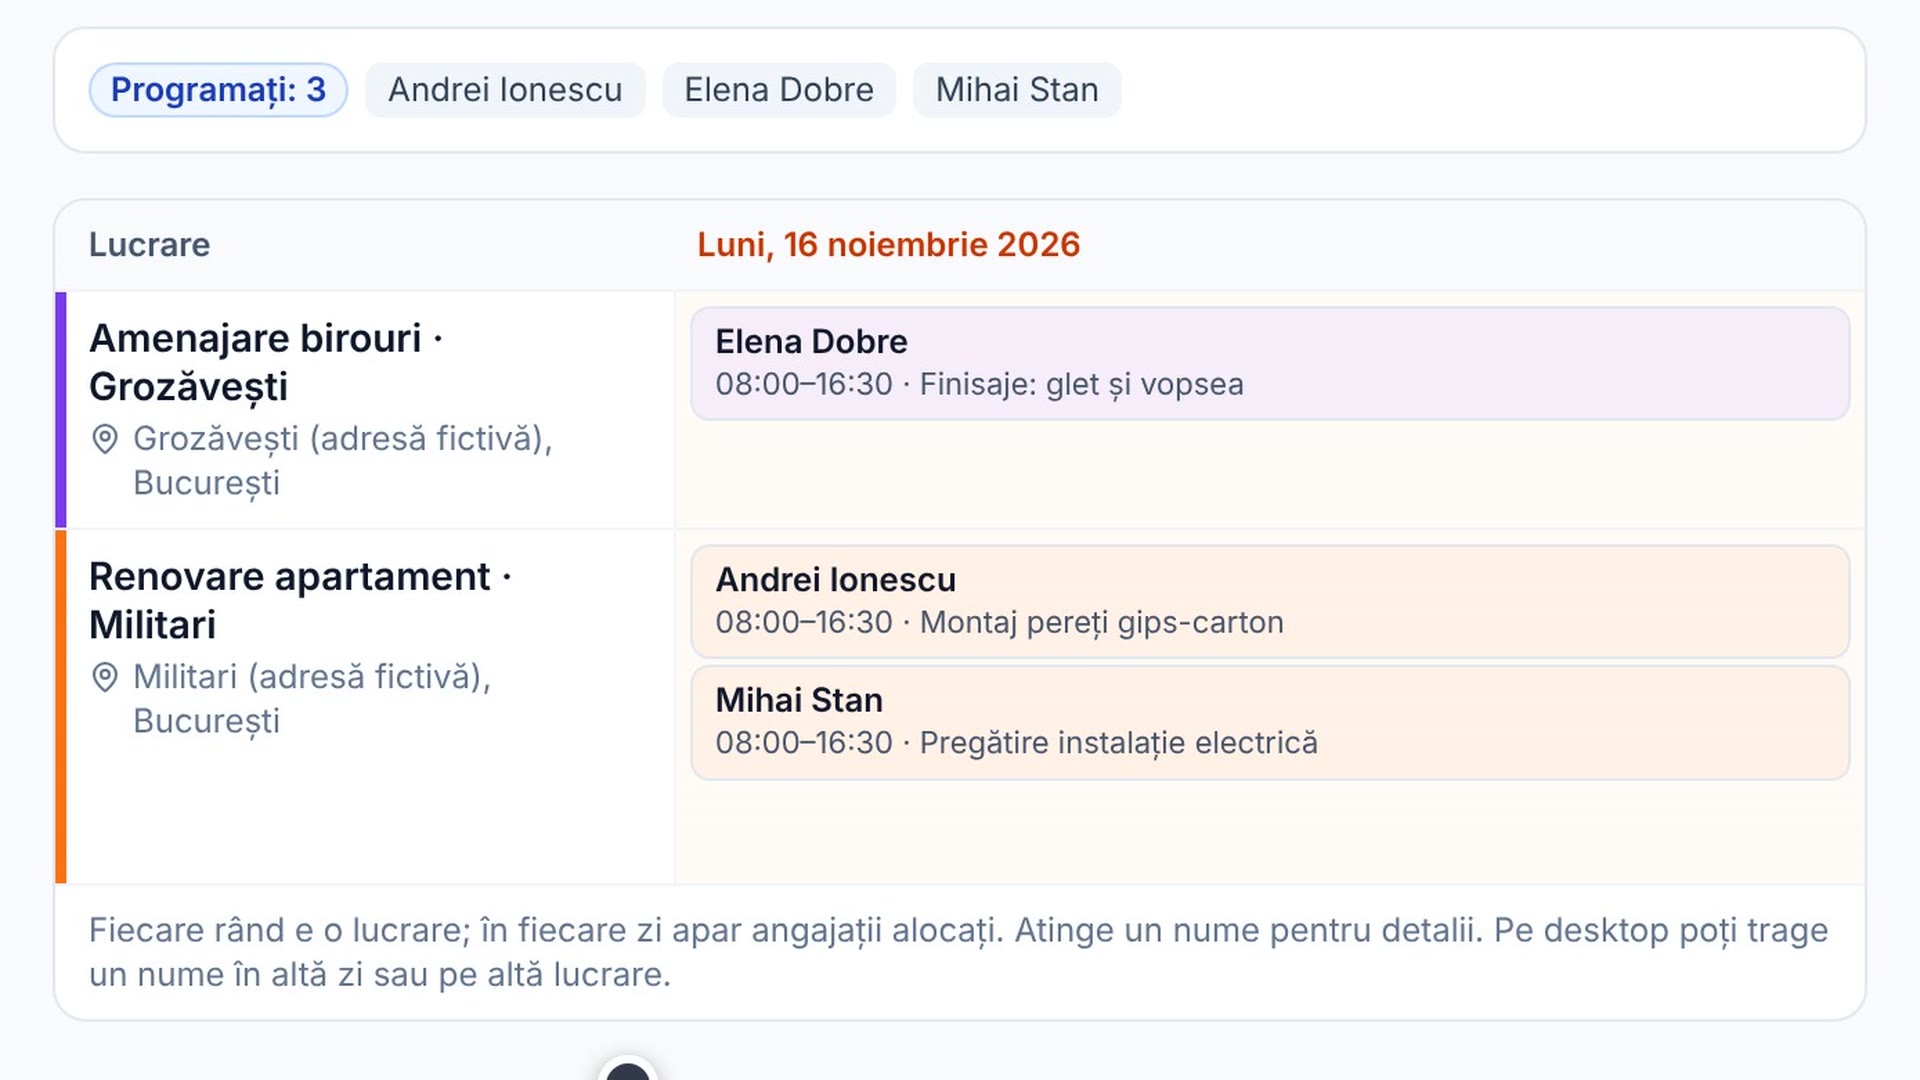 Programați: 3 Andrei Ionescu Elena Dobre Mihai Stan
Lucrare Luni, 16 noiembrie 2026
Amenajare birouri ·
Grozăvești
Grozăvești (adresă fictivă),
București
Elena Dobre
08:00–16:30 · Finisaje: glet și vopsea
Renovare apartament ·
Militari
Militari (adresă fictivă),
București
Andrei Ionescu
08:00–16:30 · Montaj pereți gips-carton
Mihai Stan
08:00–16:30 · Pregătire instalație electrică
Fiecare rând e o lucrare; în fiecare zi apar angajații alocați. Atinge un nume pentru detalii. Pe desktop poți trage
un nume în altă zi sau pe altă lucrare.